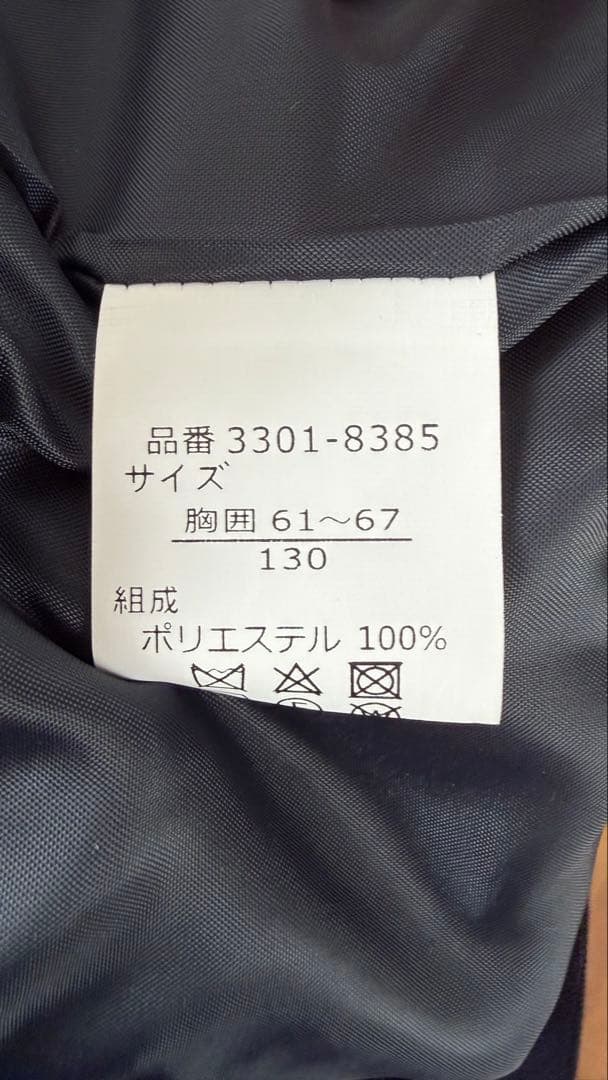 品番 3301-8385
サイズ
胸囲 61～67
130
組成
ポリエステル 100%